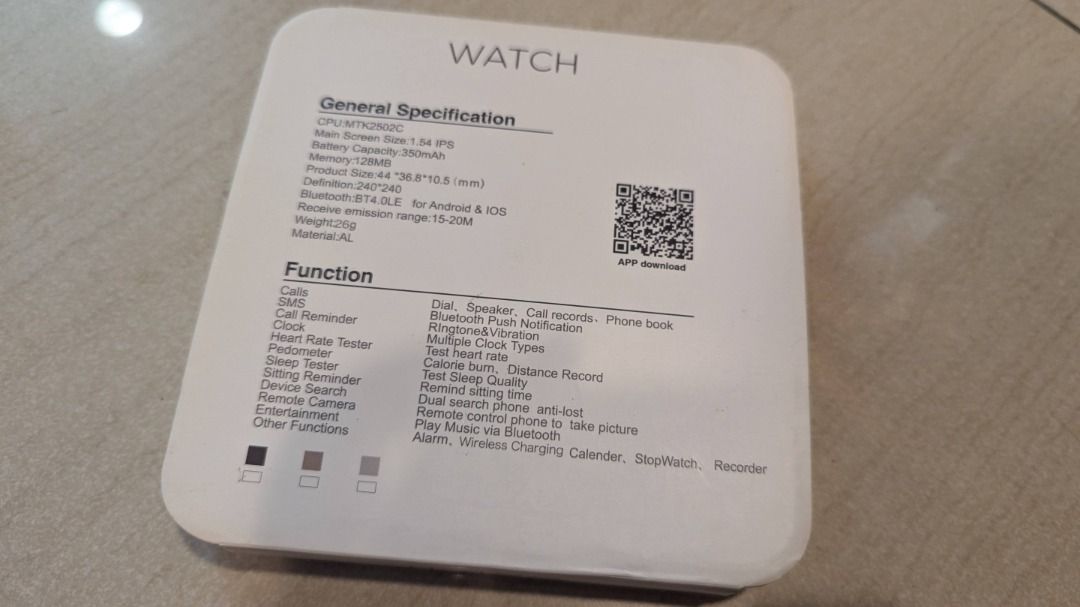 WATCH
General Specification
CPU:MTK2502C
Main Screen Size:1.54 IPS
Battery Capacity:350mAh
Memory:128MB
Product Size:44 *36.8*10.5（mm）
Definition:240*240
Bluetooth:BT4.0LE for Android & IOS
Receive emission range:15-20M
Weight:26g
Material:AL
APP download
Function
Calls Dial、Speaker、Call records、Phone book
SMS Bluetooth Push Notification
Call Reminder RIngtone&Vibration
Clock Multiple Clock Types
Heart Rate Tester Test heart rate
Pedometer Calorie burn、Distance Record
Sleep Tester Test Sleep Quality
Sitting Reminder Remind sitting time
Device Search Dual search phone anti-lost
Remote Camera Remote control phone to take picture
Entertainment Play Music via Bluetooth
Other Functions Alarm、Wireless Charging Calender、StopWatch、Recorder